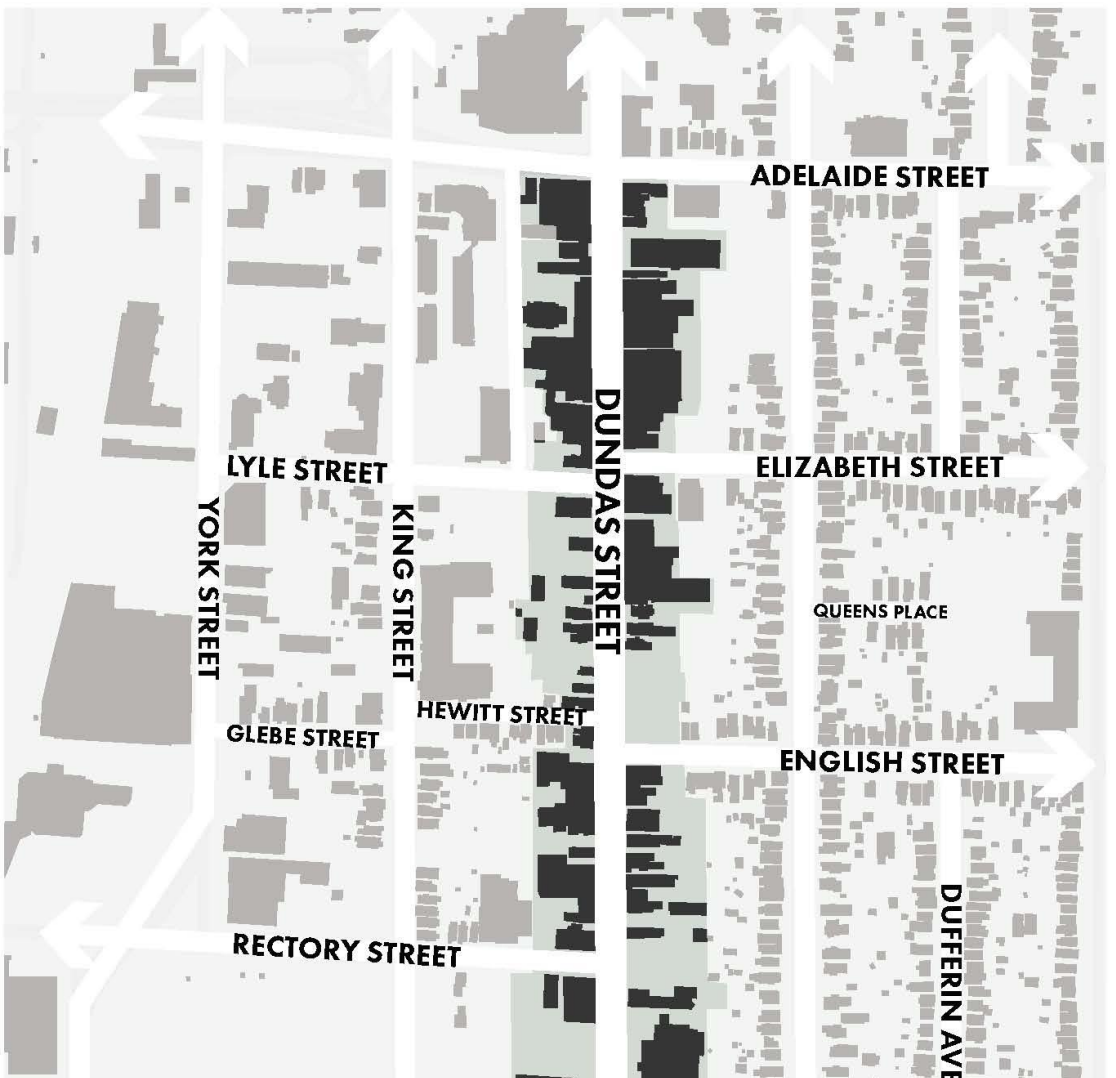 ADELAIDE STREET
LYLE STREET
ELIZABETH STREET
DUNDAS STREET
YORK STREET
KING STREET
QUEENS PLACE
HEWITT STREET
GLEBE STREET
ENGLISH STREET
RECTORY STREET
DUFFERIN AVE